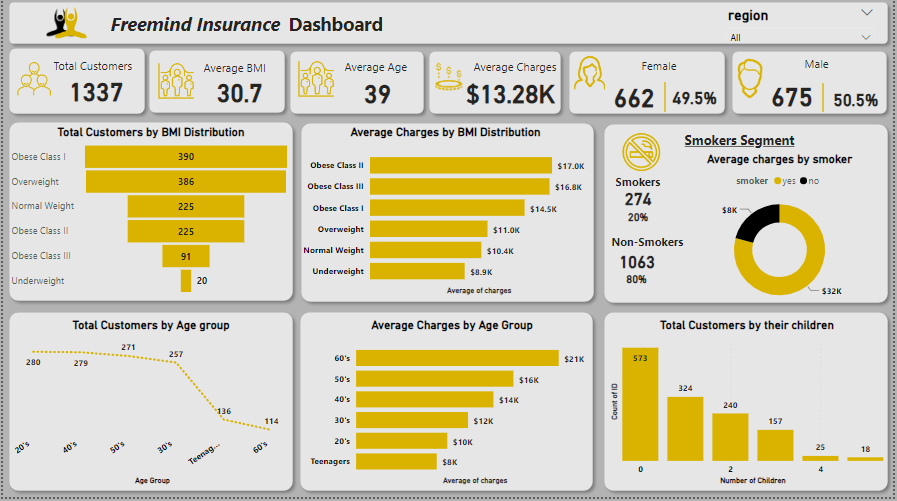 Freemind Insurance Dashboard
region
All
Total Customers
1337
Average BMI
30.7
Average Age
39
Average Charges
$13.28K
Female
662 49.5%
Male
675 50.5%
Total Customers by BMI Distribution
Obese Class I 390
Overweight 386
Normal Weight 225
Obese Class II 225
Obese Class III 91
Underweight 20
Average Charges by BMI Distribution
Obese Class II $17.0K
Obese Class III $16.8K
Obese Class I $14.5K
Overweight $11.0K
Normal Weight $10.4K
Underweight $8.9K
Average of charges
Smokers Segment
Average charges by smoker
smoker yes no
Smokers
274
20%
Non-Smokers
1063
80%
$8K
$32K
Total Customers by Age group
280 279 271 257 136 114
20's 40's 50's 30's Teenag... 60's
Age Group
Average Charges by Age Group
60's $21K
50's $16K
40's $14K
30's $12K
20's $10K
Teenagers $8K
Average of charges
Total Customers by their children
Count of ID
573 324 240 157 25 18
0 2 4
Number of Children